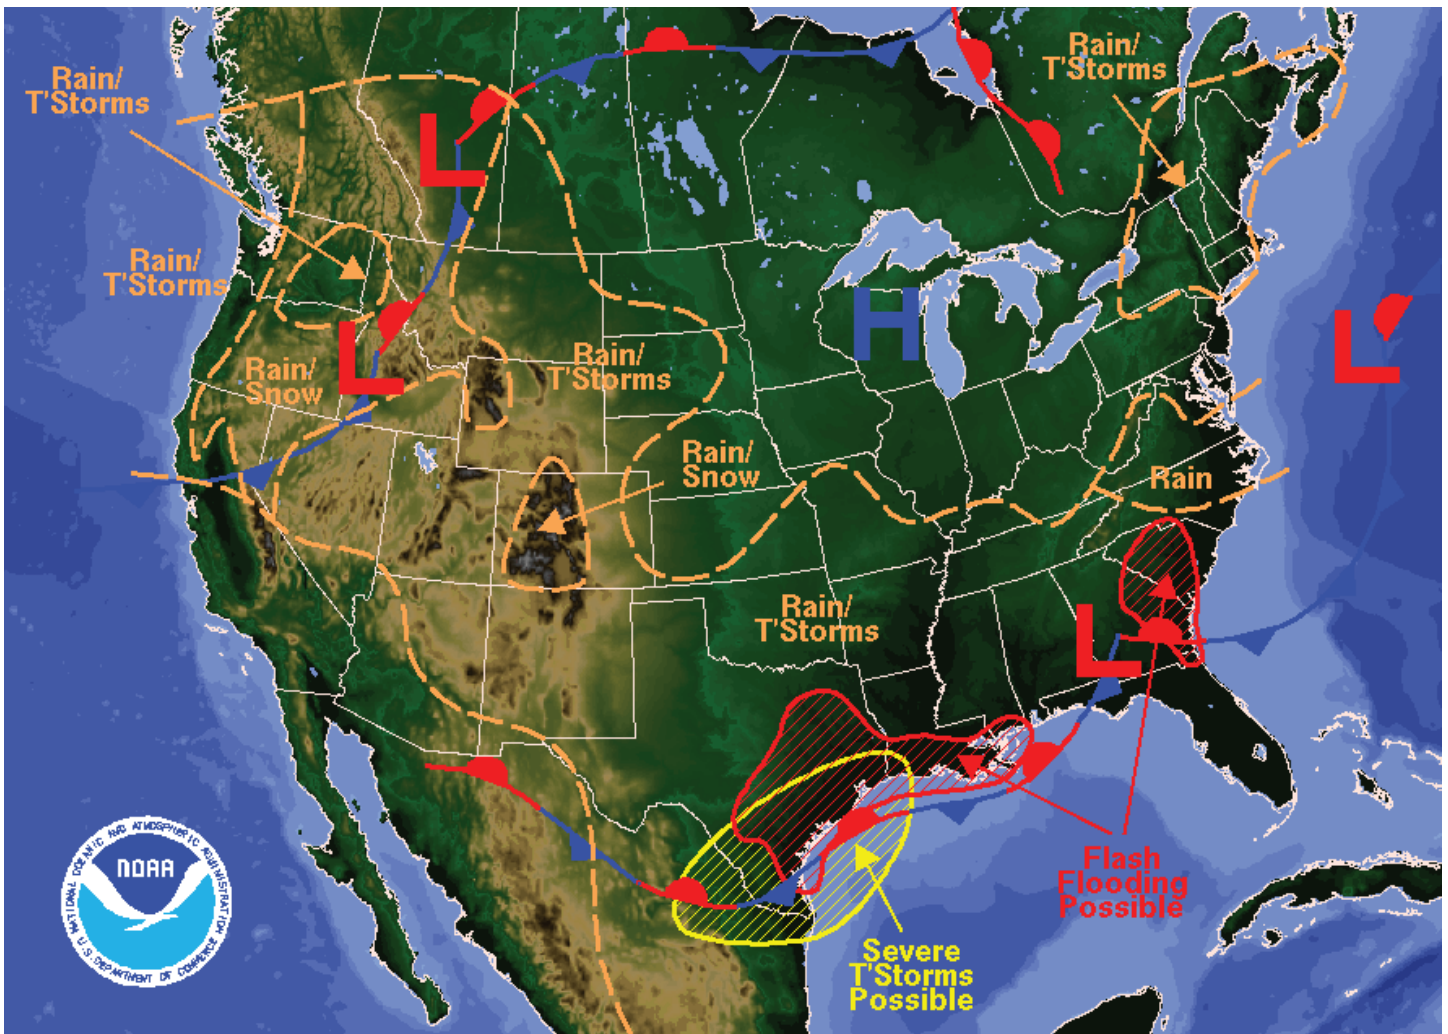 Rain/
T'Storms
Rain/
T'Storms
Rain/
T'Storms
L
L
Rain/
Snow
Rain/
T'Storms
H
L
Rain/
Snow
Rain
Rain/
T'Storms
L
Flash
Flooding
Possible
Severe
T'Storms
Possible
NATIONAL OCEANIC AND ATMOSPHERIC ADMINISTRATION
NOAA
U.S. DEPARTMENT OF COMMERCE